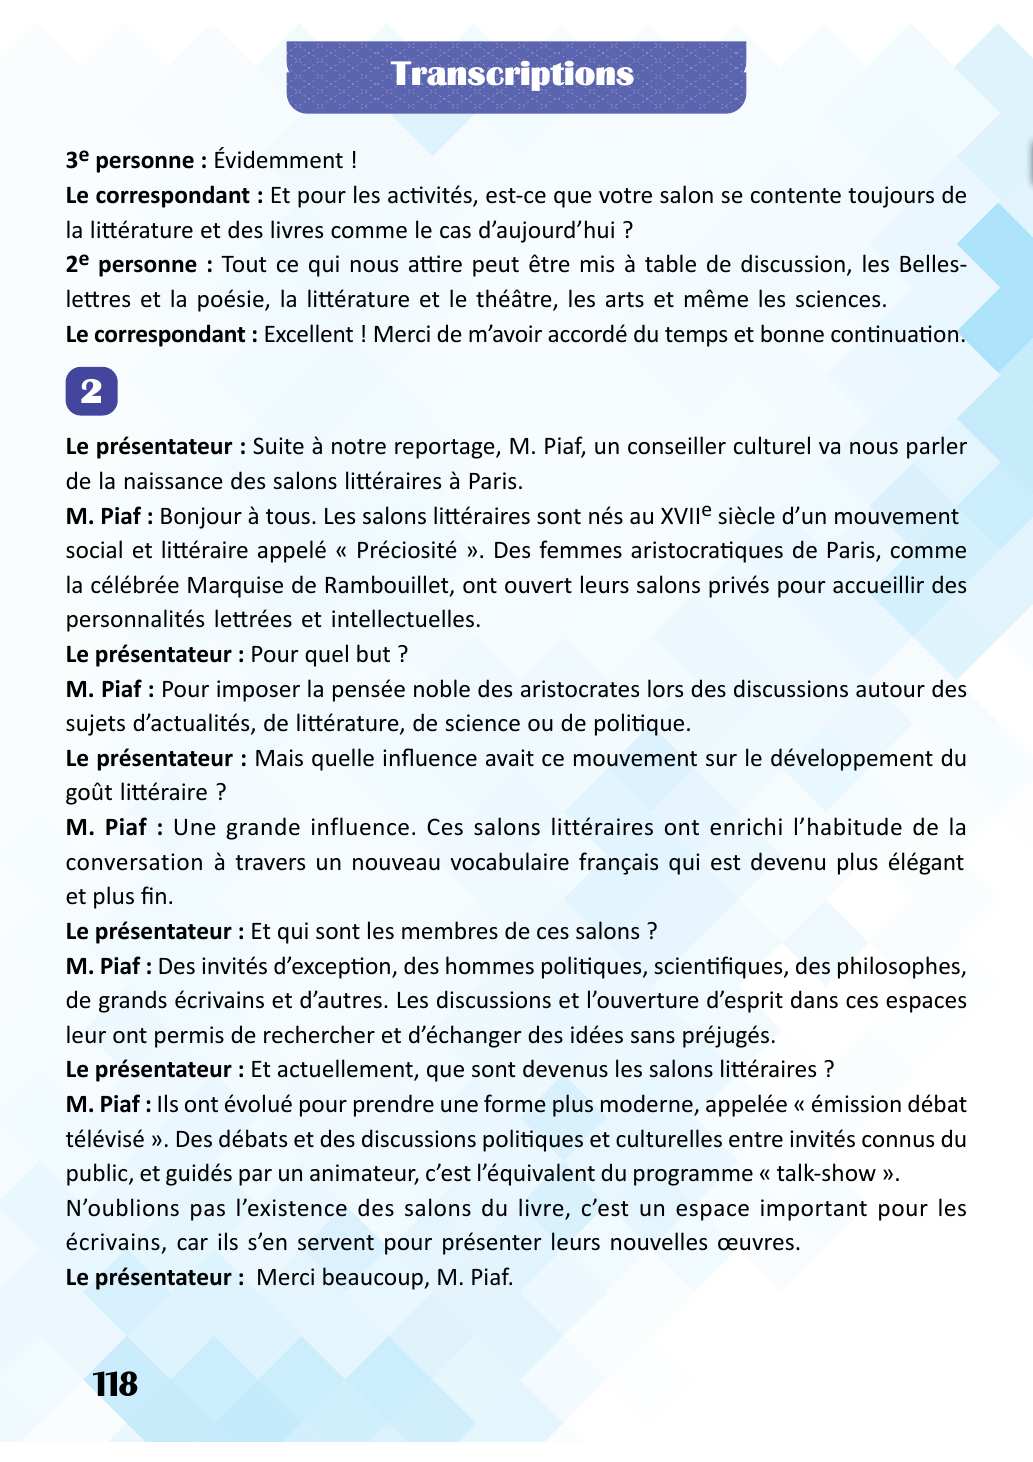 Transcriptions
3e personne : Évidemment !
Le correspondant : Et pour les activités, est-ce que votre salon se contente toujours de
la littérature et des livres comme le cas d’aujourd’hui ?
2e personne : Tout ce qui nous attire peut être mis à table de discussion, les Belles-
lettres et la poésie, la littérature et le théâtre, les arts et même les sciences.
Le correspondant : Excellent ! Merci de m’avoir accordé du temps et bonne continuation.
2
Le présentateur : Suite à notre reportage, M. Piaf, un conseiller culturel va nous parler
de la naissance des salons littéraires à Paris.
M. Piaf : Bonjour à tous. Les salons littéraires sont nés au XVIIe siècle d’un mouvement
social et littéraire appelé « Préciosité ». Des femmes aristocratiques de Paris, comme
la célébrée Marquise de Rambouillet, ont ouvert leurs salons privés pour accueillir des
personnalités lettrées et intellectuelles.
Le présentateur : Pour quel but ?
M. Piaf : Pour imposer la pensée noble des aristocrates lors des discussions autour des
sujets d’actualités, de littérature, de science ou de politique.
Le présentateur : Mais quelle influence avait ce mouvement sur le développement du
goût littéraire ?
M. Piaf : Une grande influence. Ces salons littéraires ont enrichi l’habitude de la
conversation à travers un nouveau vocabulaire français qui est devenu plus élégant
et plus fin.
Le présentateur : Et qui sont les membres de ces salons ?
M. Piaf : Des invités d’exception, des hommes politiques, scientifiques, des philosophes,
de grands écrivains et d’autres. Les discussions et l’ouverture d’esprit dans ces espaces
leur ont permis de rechercher et d’échanger des idées sans préjugés.
Le présentateur : Et actuellement, que sont devenus les salons littéraires ?
M. Piaf : Ils ont évolué pour prendre une forme plus moderne, appelée « émission débat
télévisé ». Des débats et des discussions politiques et culturelles entre invités connus du
public, et guidés par un animateur, c’est l’équivalent du programme « talk-show ».
N’oublions pas l’existence des salons du livre, c’est un espace important pour les
écrivains, car ils s’en servent pour présenter leurs nouvelles œuvres.
Le présentateur : Merci beaucoup, M. Piaf.
118